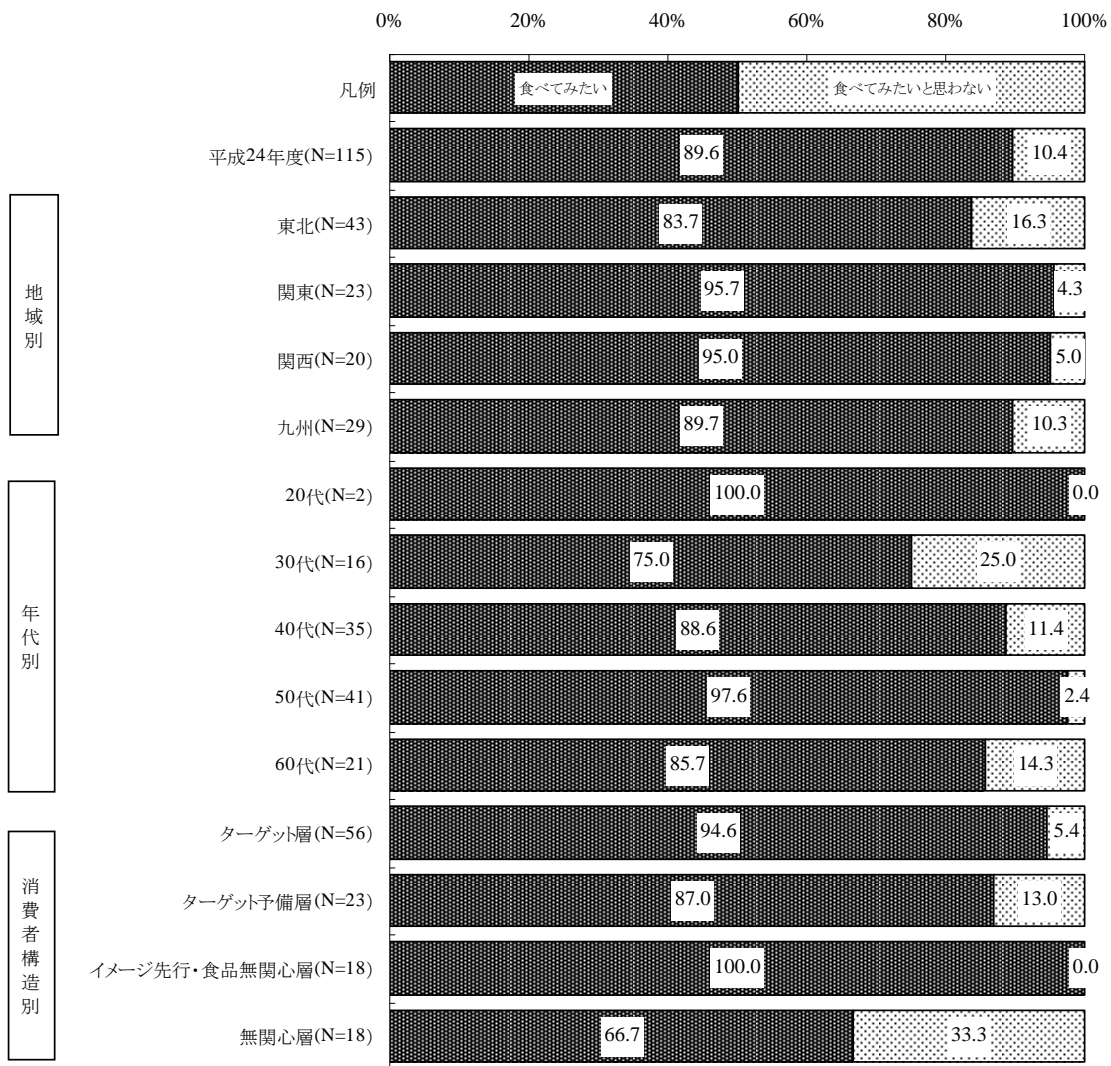 0% 20% 40% 60% 80% 100%
凡例 食べてみたい 食べてみたいと思わない
平成24年度(N=115) 89.6 10.4
地域別
東北(N=43) 83.7 16.3
関東(N=23) 95.7 4.3
関西(N=20) 95.0 5.0
九州(N=29) 89.7 10.3
年代別
20代(N=2) 100.0 0.0
30代(N=16) 75.0 25.0
40代(N=35) 88.6 11.4
50代(N=41) 97.6 2.4
60代(N=21) 85.7 14.3
消費者構造別
ターゲット層(N=56) 94.6 5.4
ターゲット予備層(N=23) 87.0 13.0
イメージ先行・食品無関心層(N=18) 100.0 0.0
無関心層(N=18) 66.7 33.3